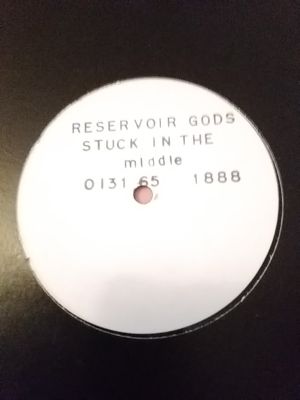 RESERVOIR GODS
STUCK IN THE
middle
0131 65 1888